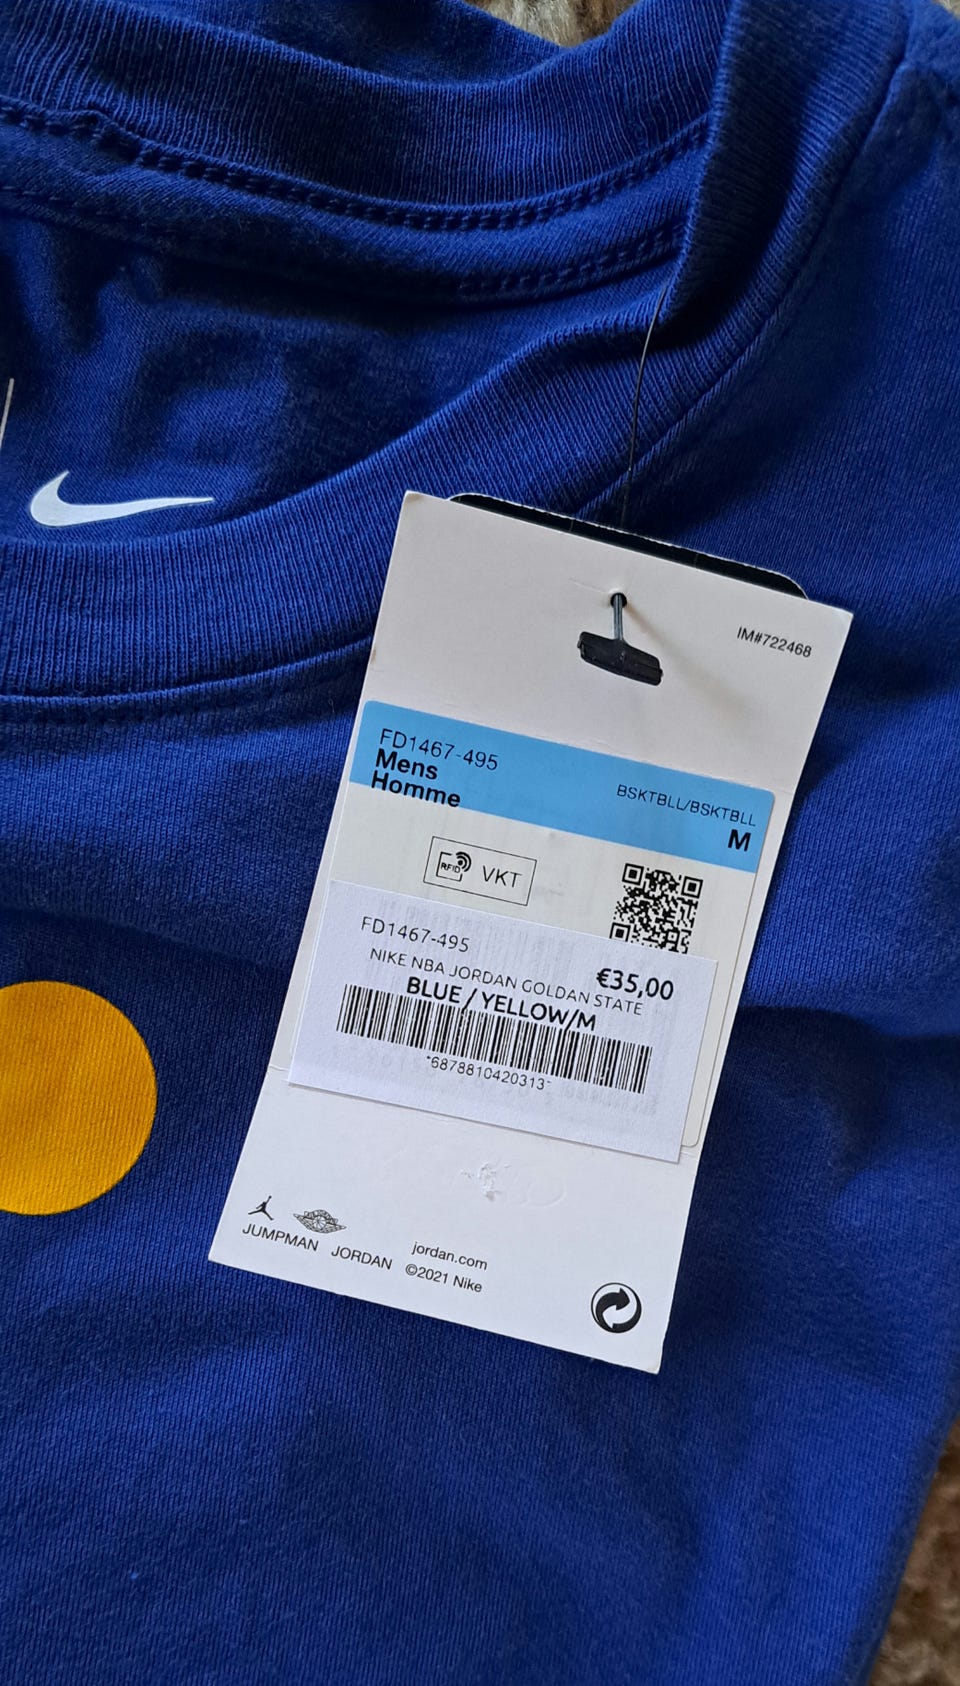 IM#722468
FD1467-495
Mens
Homme
BSKTBLL/BSKTBLL
M
RFID
VKT
FD1467-495
€35,00
NIKE NBA JORDAN GOLDAN STATE
BLUE / YELLOW/M
*6878810420313*
JUMPMAN JORDAN
jordan.com
©2021 Nike